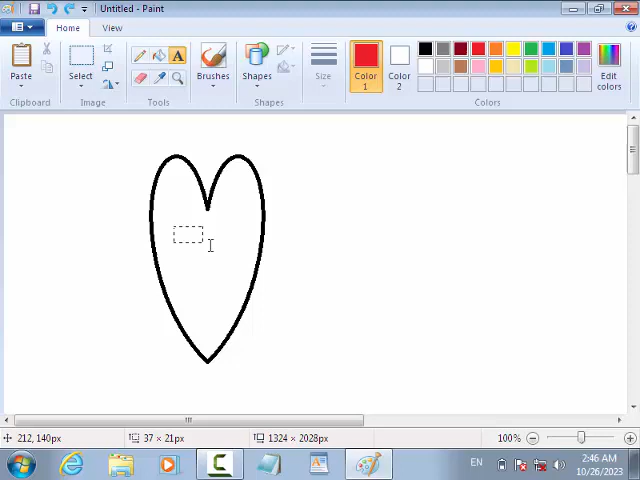 Untitled - Paint
Home
View
Paste
Select
Brushes
Shapes
Size
Color 1
Color 2
Edit colors
Clipboard
Image
Tools
Shapes
Colors
212, 140px
37 × 21px
1324 × 2028px
100%
EN
2:46 AM
10/26/2023